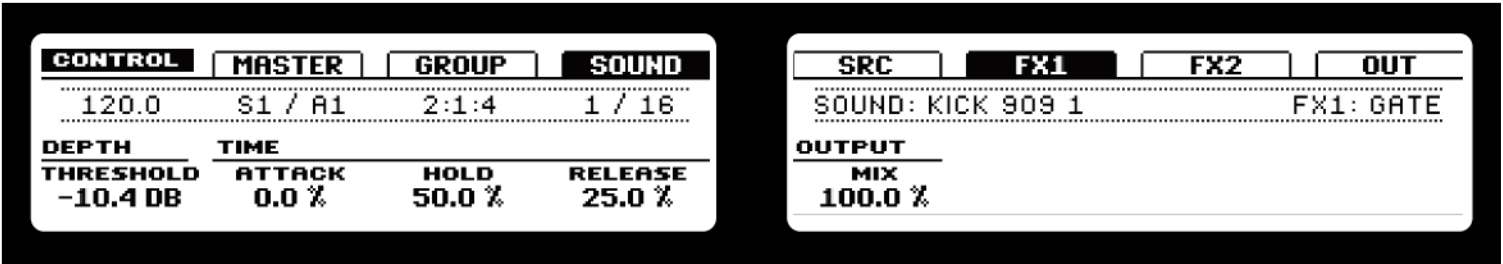 CONTROL MASTER GROUP SOUND
120.0 S1 / A1 2:1:4 1 / 16
DEPTH TIME
THRESHOLD ATTACK HOLD RELEASE
-10.4 DB 0.0 % 50.0 % 25.0 %
SRC FX1 FX2 OUT
SOUND: KICK 909 1 FX1: GATE
OUTPUT
MIX
100.0 %